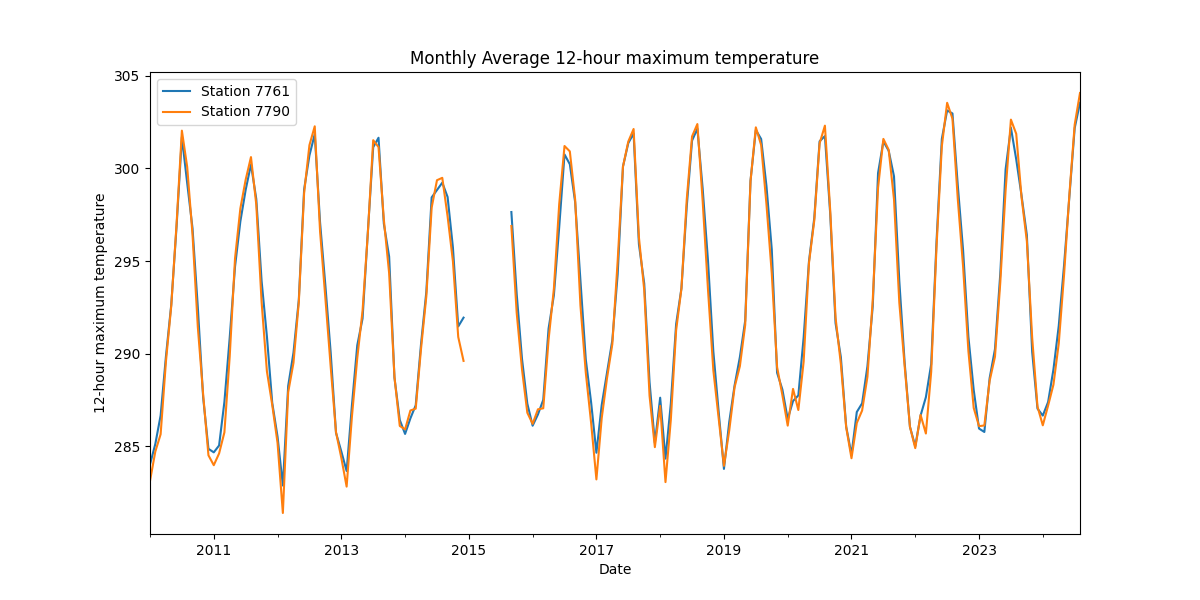 Monthly Average 12-hour maximum temperature
305
300
295
290
285
12-hour maximum temperature
Station 7761
Station 7790
2011
2013
2015
2017
2019
2021
2023
Date